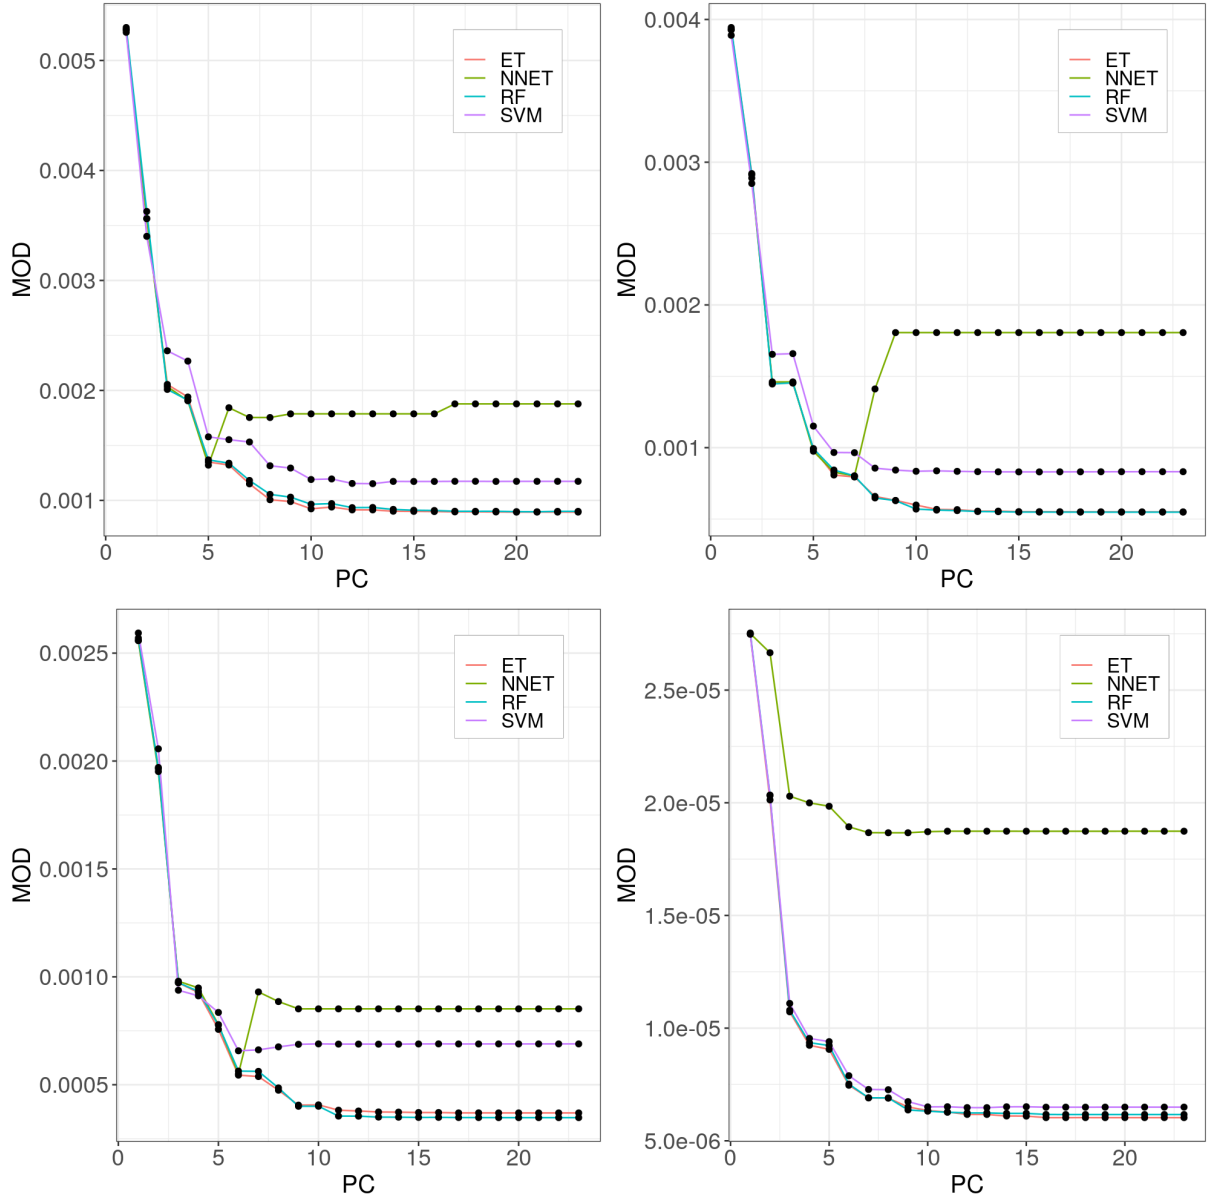 0.005
0.004
0.003
0.002
0.001
MOD
0 5 10 15 20
PC
ET
NNET
RF
SVM
0.004
0.003
0.002
0.001
MOD
0 5 10 15 20
PC
ET
NNET
RF
SVM
0.0025
0.0020
0.0015
0.0010
0.0005
MOD
0 5 10 15 20
PC
ET
NNET
RF
SVM
2.5e-05
2.0e-05
1.5e-05
1.0e-05
5.0e-06
MOD
0 5 10 15 20
PC
ET
NNET
RF
SVM